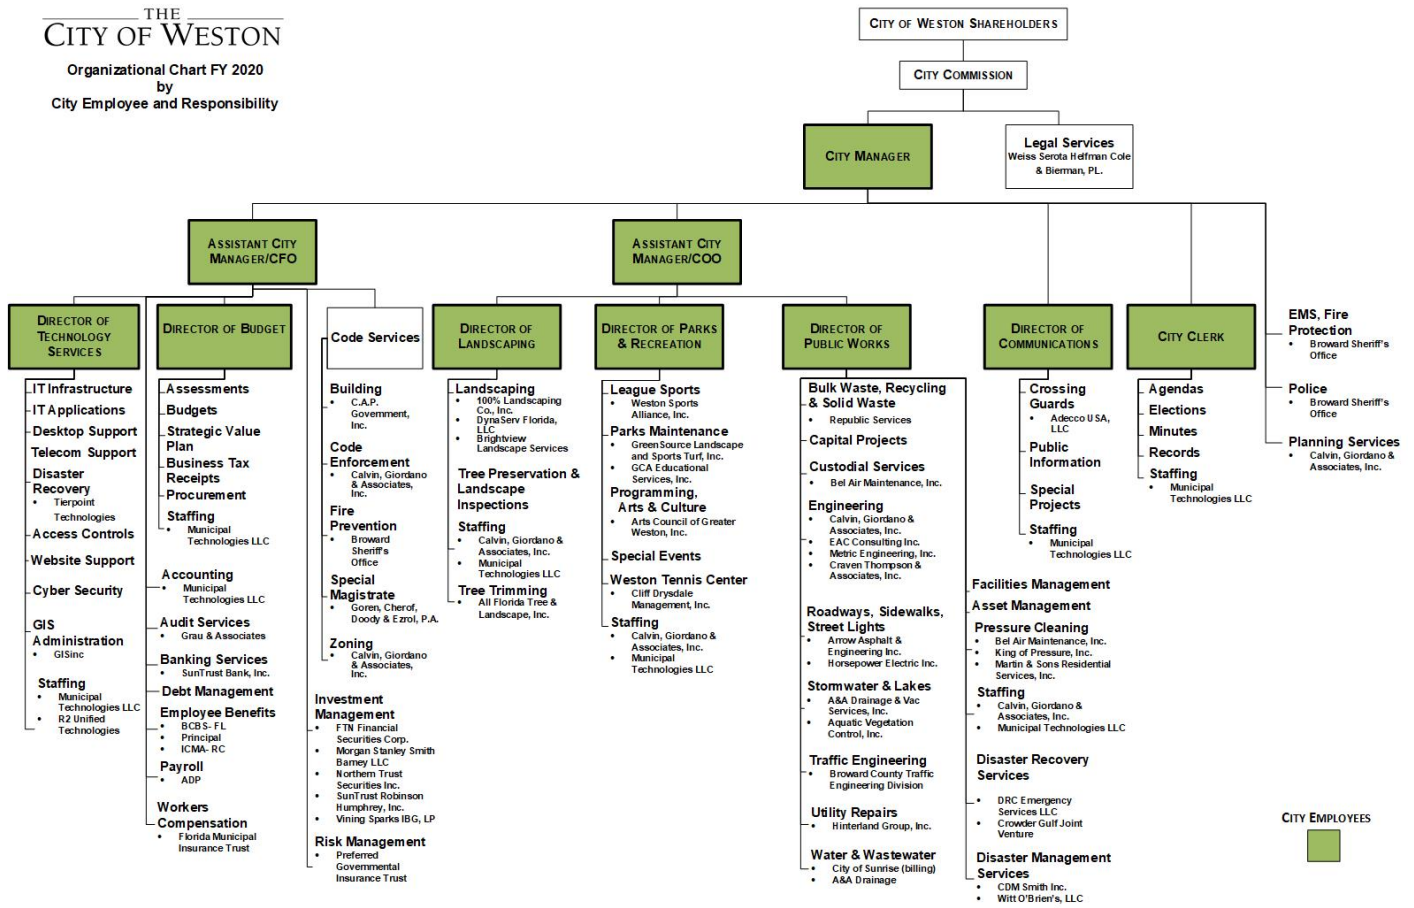 THE
CITY OF WESTON
Organizational Chart FY 2020
by
City Employee and Responsibility
CITY OF WESTON SHAREHOLDERS
CITY COMMISSION
CITY MANAGER
Legal Services
Weiss Serota Helfman Cole
& Bierman, PL.
ASSISTANT CITY
MANAGER/CFO
ASSISTANT CITY
MANAGER/COO
DIRECTOR OF
TECHNOLOGY
SERVICES
IT Infrastructure
IT Applications
Desktop Support
Telecom Support
Disaster
Recovery
• Tierpoint
Technologies
Access Controls
Website Support
Cyber Security
GIS
Administration
• GISinc
Staffing
• Municipal
Technologies LLC
• R2 Unified
Technologies
DIRECTOR OF BUDGET
Assessments
Budgets
Strategic Value
Plan
Business Tax
Receipts
Procurement
Staffing
• Municipal
Technologies LLC
Accounting
• Municipal
Technologies LLC
Audit Services
• Grau & Associates
Banking Services
• SunTrust Bank, Inc.
Debt Management
Employee Benefits
• BCBS- FL
• Principal
• ICMA- RC
Payroll
• ADP
Workers
Compensation
• Florida Municipal
Insurance Trust
Code Services
Building
• C.A.P.
Government,
Inc.
Code
Enforcement
• Calvin, Giordano
& Associates,
Inc.
Fire
Prevention
• Broward
Sheriff's
Office
Special
Magistrate
• Goren, Cherof,
Doody & Ezrol, P.A.
Zoning
• Calvin, Giordano
& Associates,
Inc.
Investment
Management
• FTN Financial
Securities Corp.
• Morgan Stanley Smith
Barney LLC
• Northern Trust
Securities Inc.
• SunTrust Robinson
Humphrey, Inc.
• Vining Sparks IBG, LP
Risk Management
• Preferred
Governmental
Insurance Trust
DIRECTOR OF
LANDSCAPING
Landscaping
• 100% Landscaping
Co., Inc.
• DynaServ Florida,
LLC
• Brightview
Landscape Services
Tree Preservation &
Landscape
Inspections
Staffing
• Calvin, Giordano &
Associates, Inc.
• Municipal
Technologies LLC
Tree Trimming
• All Florida Tree &
Landscape, Inc.
DIRECTOR OF PARKS
& RECREATION
League Sports
• Weston Sports
Alliance, Inc.
Parks Maintenance
• GreenSource Landscape
and Sports Turf, Inc.
• GCA Educational
Services, Inc.
Programming,
Arts & Culture
• Arts Council of Greater
Weston, Inc.
Special Events
Weston Tennis Center
• Cliff Drysdale
Management, Inc.
Staffing
• Calvin, Giordano &
Associates, Inc.
• Municipal
Technologies LLC
DIRECTOR OF
PUBLIC WORKS
Bulk Waste, Recycling
& Solid Waste
• Republic Services
Capital Projects
Custodial Services
• Bel Air Maintenance, Inc.
Engineering
• Calvin, Giordano &
Associates, Inc.
• EAC Consulting Inc.
• Metric Engineering, Inc.
• Craven Thompson &
Associates, Inc.
Roadways, Sidewalks,
Street Lights
• Arrow Asphalt &
Engineering Inc.
• Horsepower Electric Inc.
Stormwater & Lakes
• A&A Drainage & Vac
Services, Inc.
• Aquatic Vegetation
Control, Inc.
Traffic Engineering
• Broward County Traffic
Engineering Division
Utility Repairs
• Hinterland Group, Inc.
Water & Wastewater
• City of Sunrise (billing)
• A&A Drainage
Facilities Management
Asset Management
Pressure Cleaning
• Bel Air Maintenance, Inc.
• King of Pressure, Inc.
• Martin & Sons Residential
Services, Inc.
Staffing
• Calvin, Giordano &
Associates, Inc.
• Municipal Technologies LLC
Disaster Recovery
Services
• DRC Emergency
Services LLC
• Crowder Gulf Joint
Venture
Disaster Management
Services
• CDM Smith Inc.
• Witt O'Brien's, LLC
DIRECTOR OF
COMMUNICATIONS
Crossing
Guards
• Adecco USA,
LLC
Public
Information
Special
Projects
Staffing
• Municipal
Technologies LLC
CITY CLERK
Agendas
Elections
Minutes
Records
Staffing
• Municipal
Technologies LLC
EMS, Fire
Protection
• Broward Sheriff's
Office
Police
• Broward Sheriff's
Office
Planning Services
• Calvin, Giordano &
& Associates, Inc.
CITY EMPLOYEES